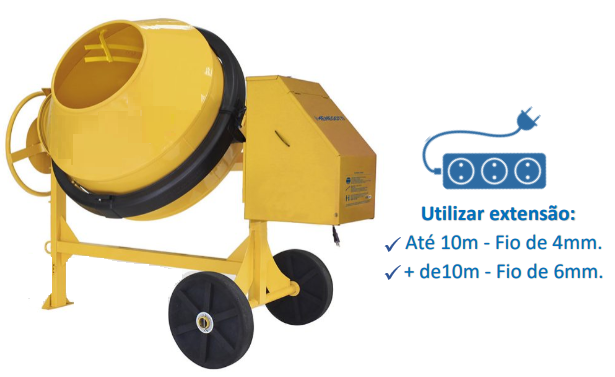 Utilizar extensão:
✓ Até 10m - Fio de 4mm.
✓ + de10m - Fio de 6mm.